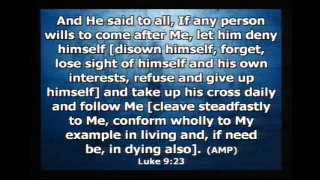 And He said to all, If any person
wills to come after Me, let him deny
himself [disown himself, forget,
lose sight of himself and his own
interests, refuse and give up
himself] and take up his cross daily
and follow Me [cleave steadfastly
to Me, conform wholly to My
example in living and, if need
be, in dying also]. (AMP)
Luke 9:23